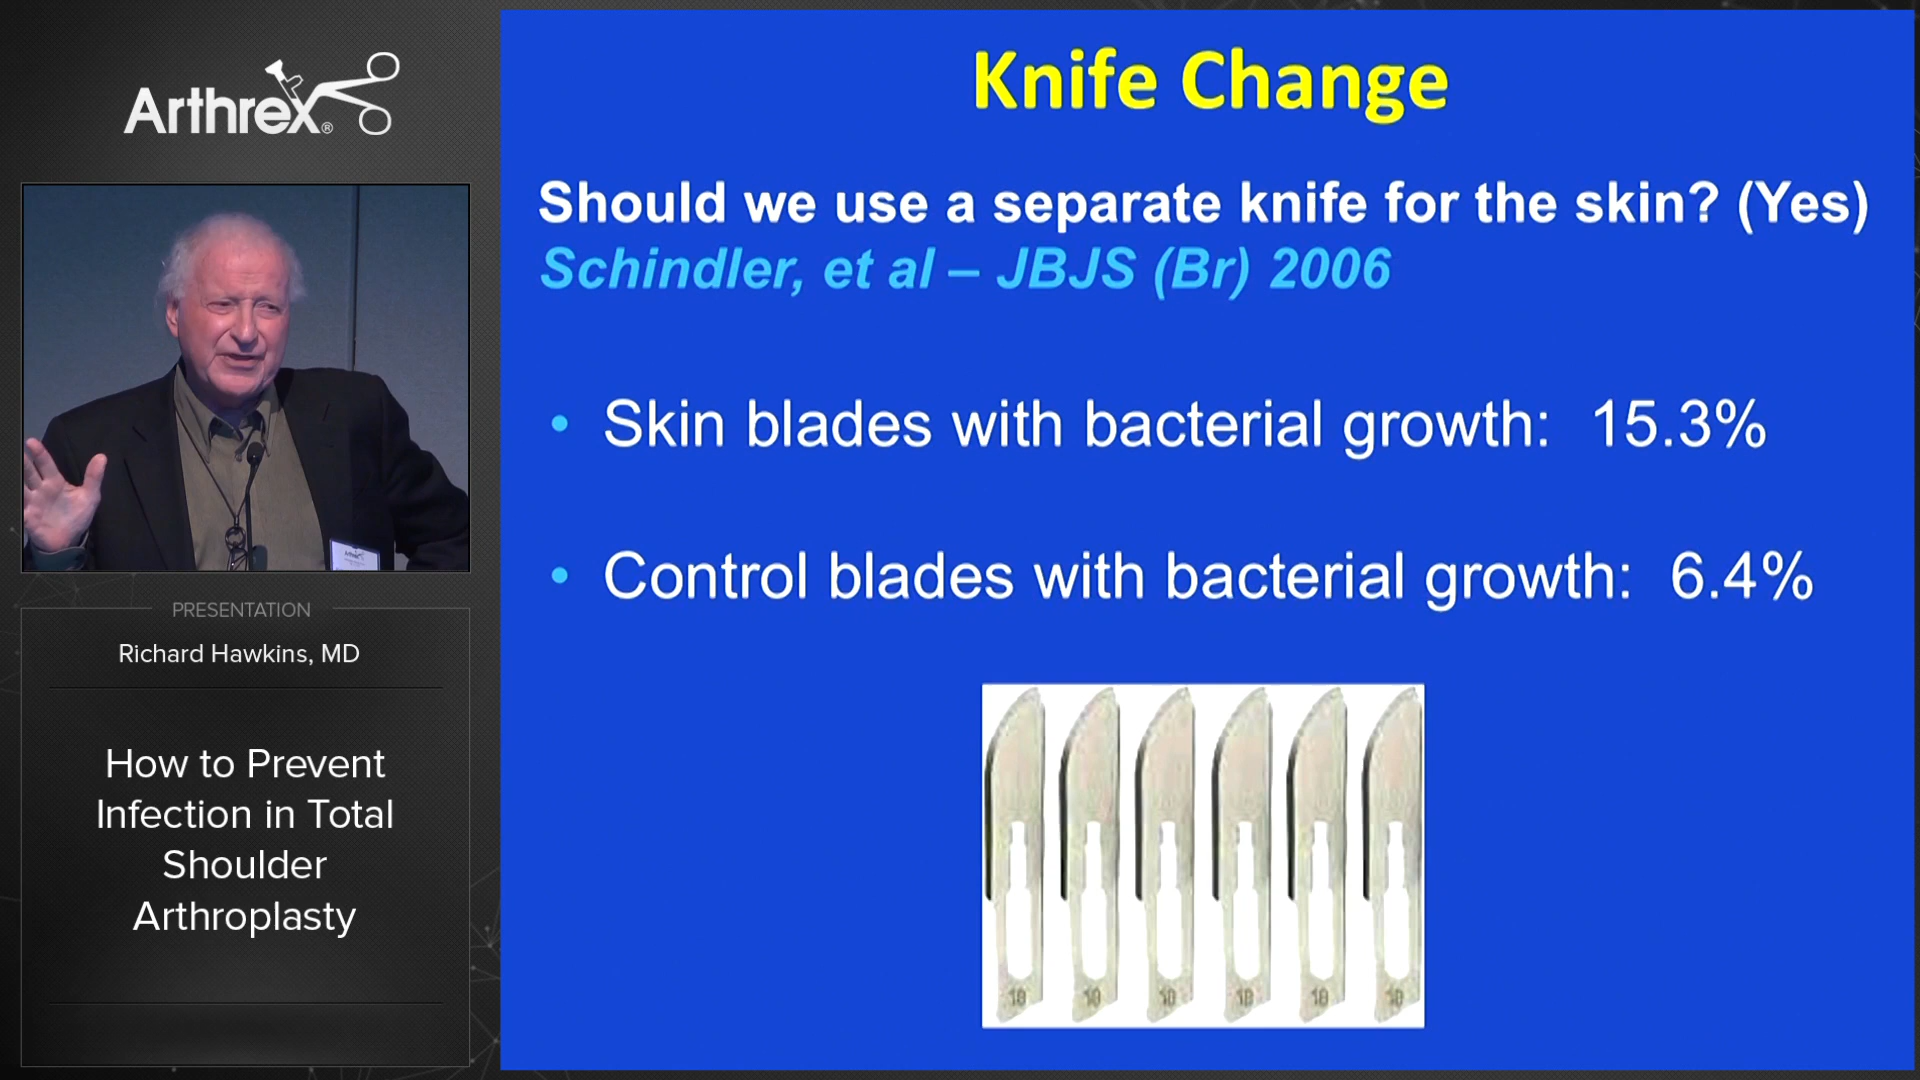 Arthrex®
PRESENTATION
Richard Hawkins, MD
How to Prevent
Infection in Total
Shoulder
Arthroplasty
Knife Change
Should we use a separate knife for the skin? (Yes)
Schindler, et al – JBJS (Br) 2006
• Skin blades with bacterial growth: 15.3%
• Control blades with bacterial growth: 6.4%
10 10 10 10 10 10